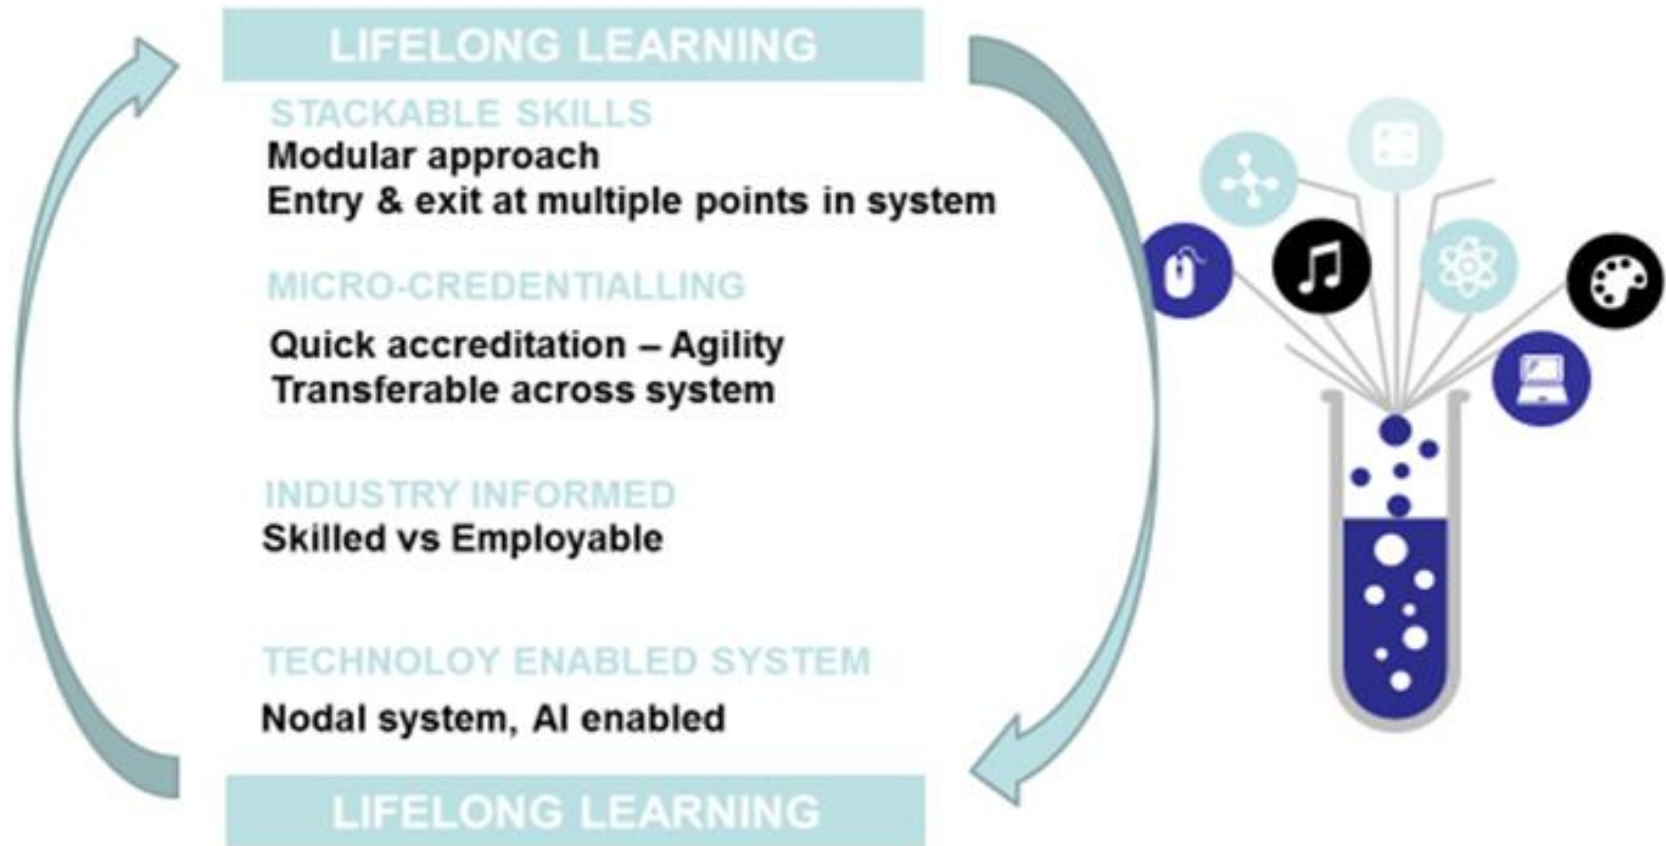 LIFELONG LEARNING
STACKABLE SKILLS
Modular approach
Entry & exit at multiple points in system
MICRO-CREDENTIALLING
Quick accreditation – Agility
Transferable across system
INDUSTRY INFORMED
Skilled vs Employable
TECHNOLOY ENABLED SYSTEM
Nodal system, AI enabled
LIFELONG LEARNING